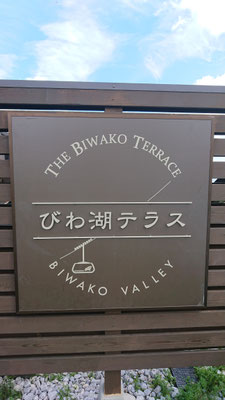 THE BIWAKO TERRACE
びわ湖テラス
BIWAKO VALLEY